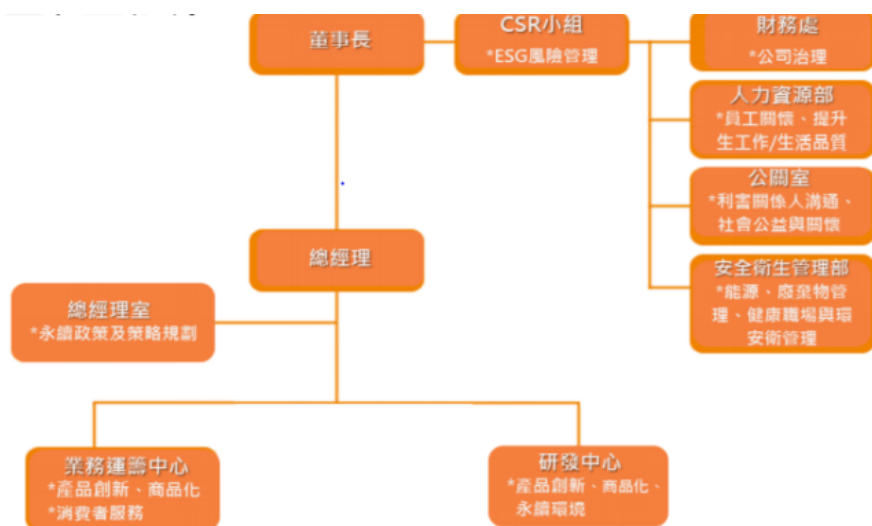 董事長
CSR小組
*ESG風險管理
財務處
*公司治理
人力資源部
*員工關懷、提升
生工作/生活品質
公關室
*利害關係人溝通、
社會公益與關懷
總經理
安全衛生管理部
*能源、廢棄物管
理、健康職場與環
安衛管理
總經理室
*永續政策及策略規劃
業務運籌中心
*產品創新、商品化
*消費者服務
研發中心
*產品創新、商品化、
永續環境